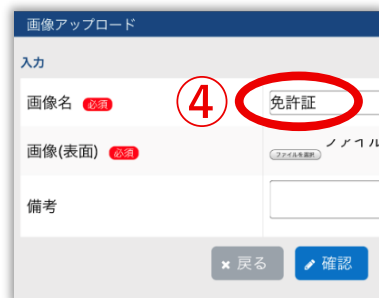 画像アップロード
入力
画像名 必須 ④ 免許証
画像(表面) 必須 ファイルを選択 ファイル
備考
× 戻る 確認